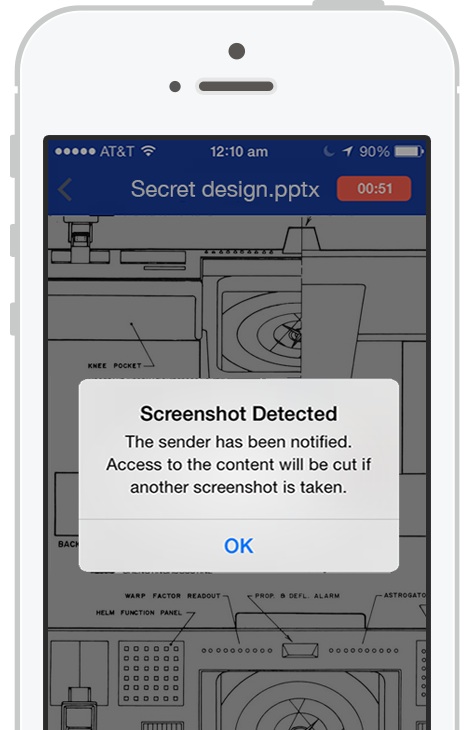 AT&T 12:10 am 90%
Secret design.pptx 00:51
KNEE POCKET
Screenshot Detected
The sender has been notified.
Access to the content will be cut if
another screenshot is taken.
OK
BACK
WARP FACTOR READOUT PROP. & DEFL. ALARM ASTROGATO
HELM FUNCTION PANEL